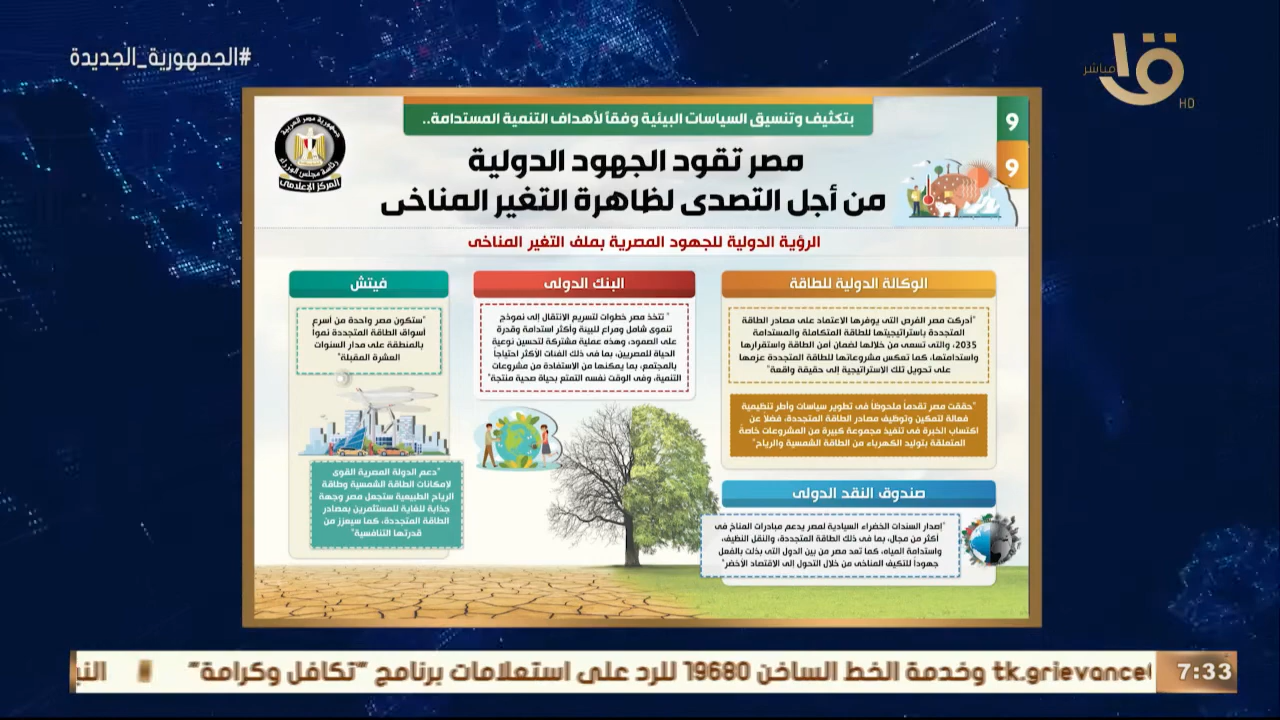 #الجمهورية_الجديدة
مباشر
HD
9
9
بتكثيف وتنسيق السياسات البيئية وفقاً لأهداف التنمية المستدامة..
مصر تقود الجهود الدولية
من أجل التصدى لظاهرة التغير المناخى
جمهورية مصر العربية
رئاسة مجلس الوزراء
المركز الإعلامى
الرؤية الدولية للجهود المصرية بملف التغير المناخى
الوكالة الدولية للطاقة
"أدركت مصر الفرص التى يوفرها الاعتماد على مصادر الطاقة
المتجددة باستراتيجيتها للطاقة المتكاملة والمستدامة
2035، والتى تسعى من خلالها لضمان أمن الطاقة واستقرارها
واستدامتها، كما تعكس مشروعاتها للطاقة المتجددة عزمها
على تحويل تلك الاستراتيجية إلى حقيقة واقعة"
"حققت مصر تقدماً ملحوظاً فى تطوير سياسات وأطر تنظيمية
فعالة لتمكين وتوظيف مصادر الطاقة المتجددة، فضلاً عن
اكتساب الخبرة فى تنفيذ مجموعة كبيرة من المشروعات خاصةً
المتعلقة بتوليد الكهرباء من الطاقة الشمسية والرياح"
صندوق النقد الدولى
"إصدار السندات الخضراء السيادية لمصر يدعم مبادرات المناخ فى
أكثر من مجال، بما فى ذلك الطاقة المتجددة، والنقل النظيف،
واستدامة المياه، كما تعد مصر من بين الدول التى بذلت بالفعل
جهوداً للتكيف المناخى من خلال التحول إلى الاقتصاد الأخضر"
البنك الدولى
" تتخذ مصر خطوات لتسريع الانتقال إلى نموذج
تنموى شامل ومراع للبيئة وأكثر استدامة وقدرة
على الصمود، وهذه عملية مشتركة لتحسين نوعية
الحياة للمصريين، بما فى ذلك الفئات الأكثر احتياجاً
بالمجتمع، بما يمكنها من الاستفادة من مشروعات
التنمية، وفى الوقت نفسه التمتع بحياة صحية منتجة"
فيتش
"ستكون مصر واحدة من أسرع
أسواق الطاقة المتجددة نمواً
بالمنطقة على مدار السنوات
العشرة المقبلة"
"دعم الدولة المصرية القوى
لإمكانات الطاقة الشمسية وطاقة
الرياح الطبيعية ستجعل مصر وجهة
جذابة للغاية للمستثمرين بمصادر
الطاقة المتجددة، كما سيعزز من
قدرتها التنافسية"
7:33
tk.grievance وخدمة الخط الساخن 19680 للرد على استعلامات برنامج "تكافل وكرامة"